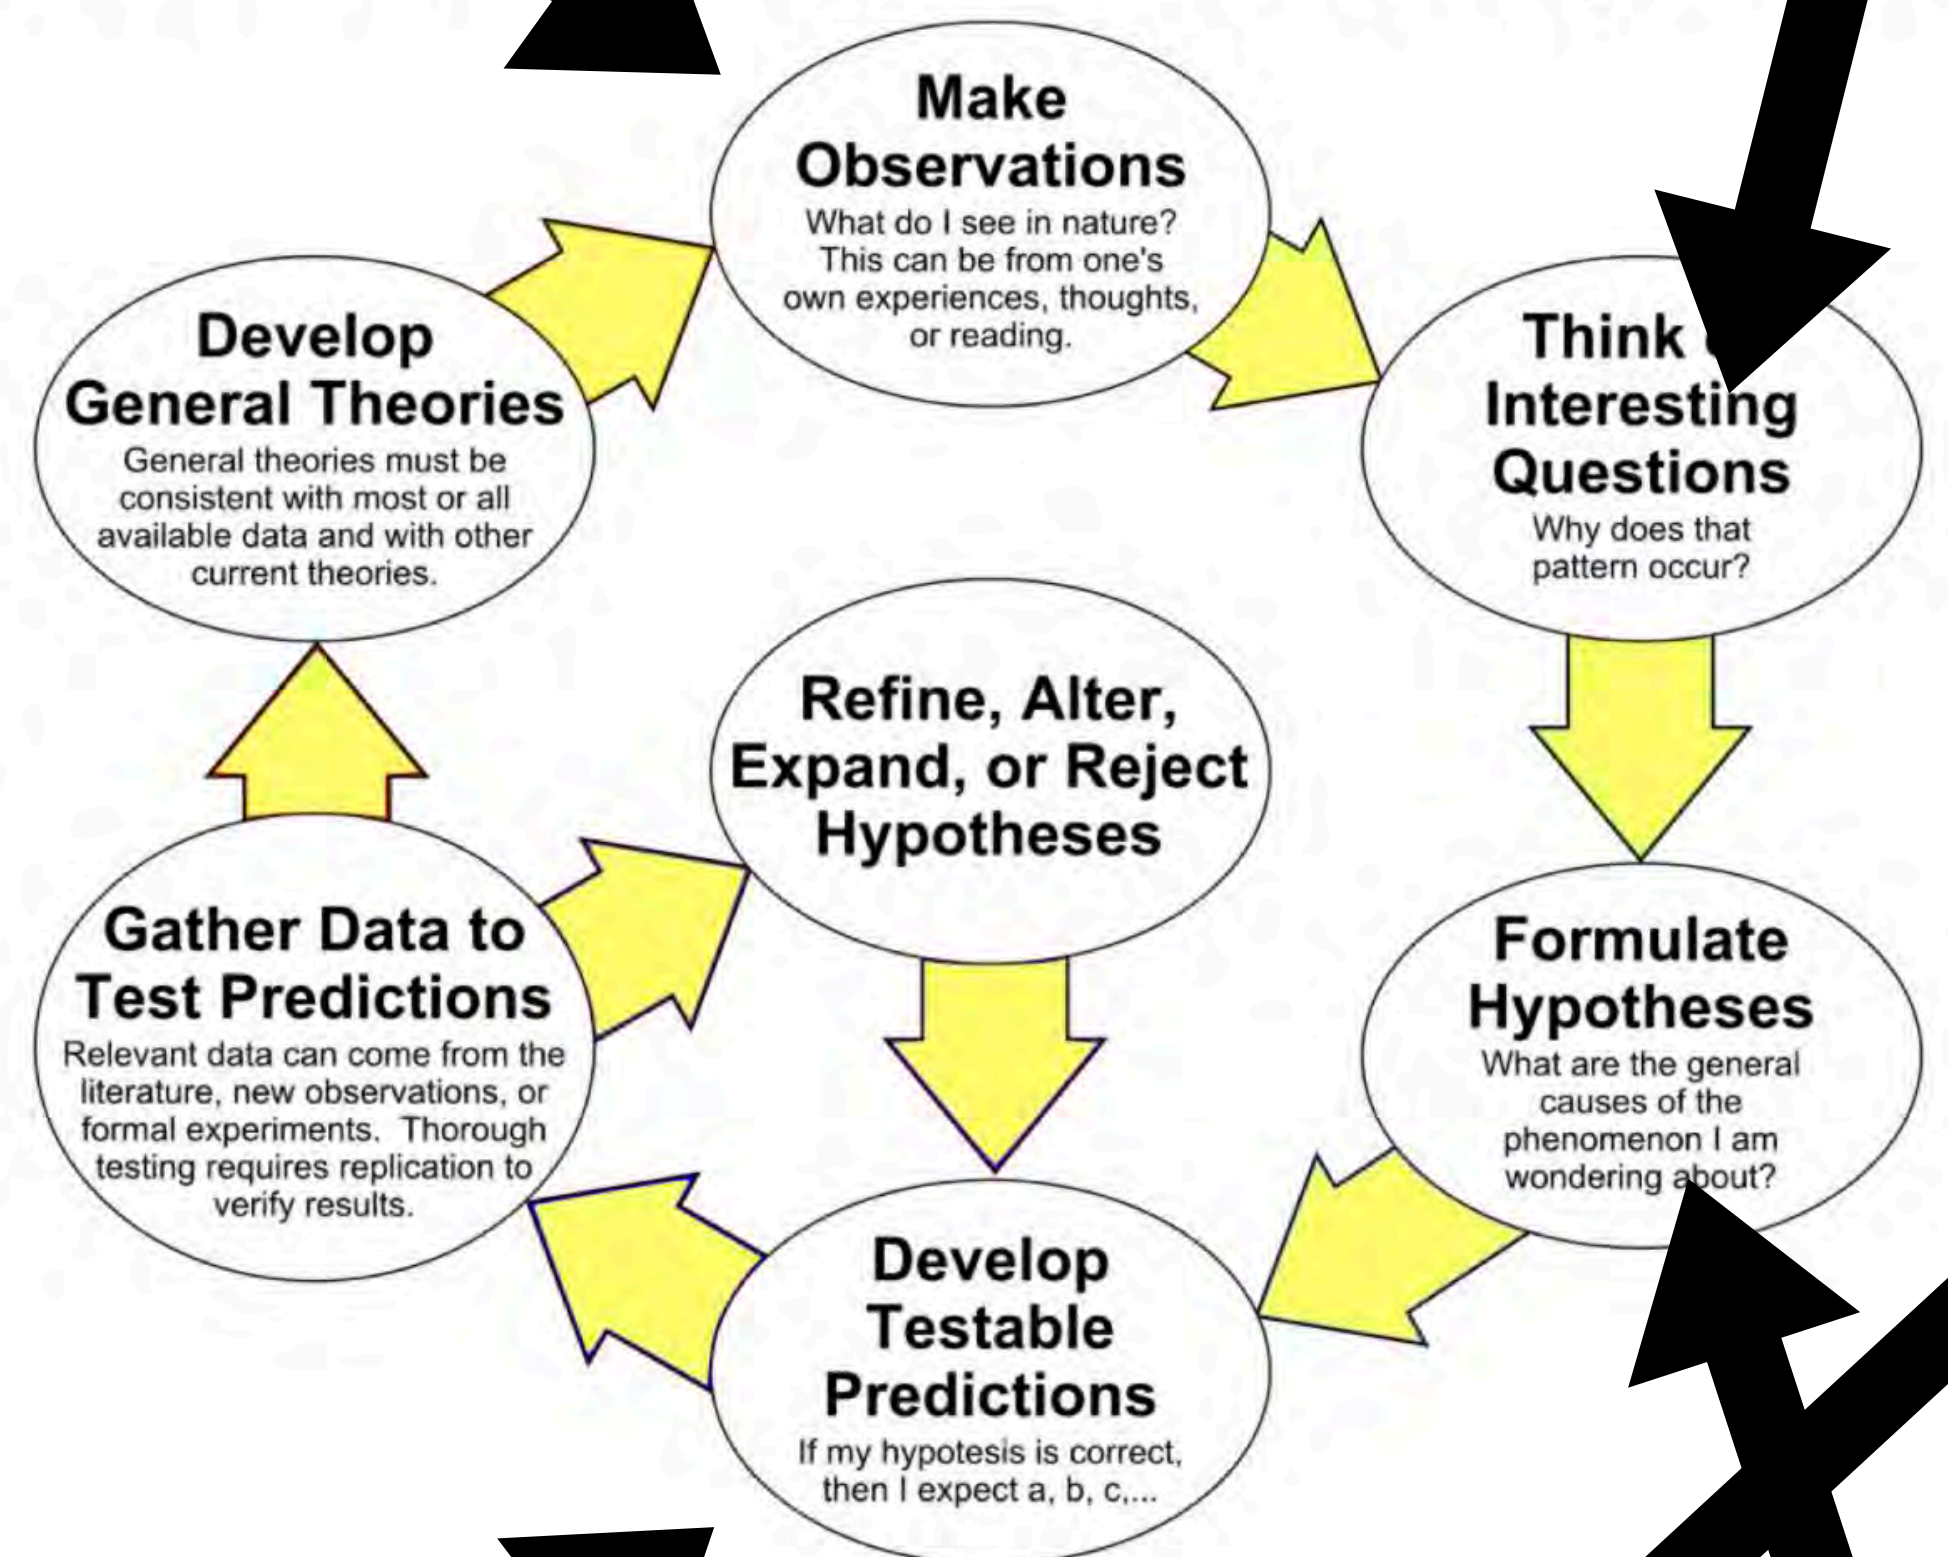 Make
Observations
What do I see in nature?
This can be from one's
own experiences, thoughts,
or reading.
Think
Interesting
Questions
Why does that
pattern occur?
Formulate
Hypotheses
What are the general
causes of the
phenomenon I am
wondering about?
Develop
Testable
Predictions
If my hypotesis is correct,
then I expect a, b, c,...
Gather Data to
Test Predictions
Relevant data can come from the
literature, new observations, or
formal experiments.  Thorough
testing requires replication to
verify results.
Refine, Alter,
Expand, or Reject
Hypotheses
Develop
General Theories
General theories must be
consistent with most or all
available data and with other
current theories.